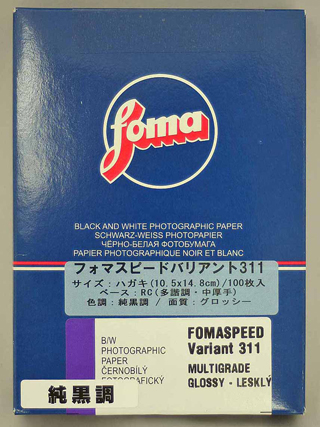 foma
BLACK AND WHITE PHOTOGRAPHIC PAPER
SCHWARZ-WEISS PHOTOPAPIER
ЧЁРНО-БЕЛАЯ ФОТОБУМАГА
PAPIER PHOTOGRAPHIQUE NOIR ET BLANC
フォマスピードバリアント311
サイズ:ハガキ(10.5x14.8cm)/100枚入
ベース:RC(多諧調・中厚手)
色調:純黒調 / 面質:グロッシー
B/W
PHOTOGRAPHIC
PAPER
ČERNOBÍLÝ
FOTOGRAFICKÝ
FOMASPEED
Variant 311
MULTIGRADE
GLOSSY - LESKLÝ
純黒調